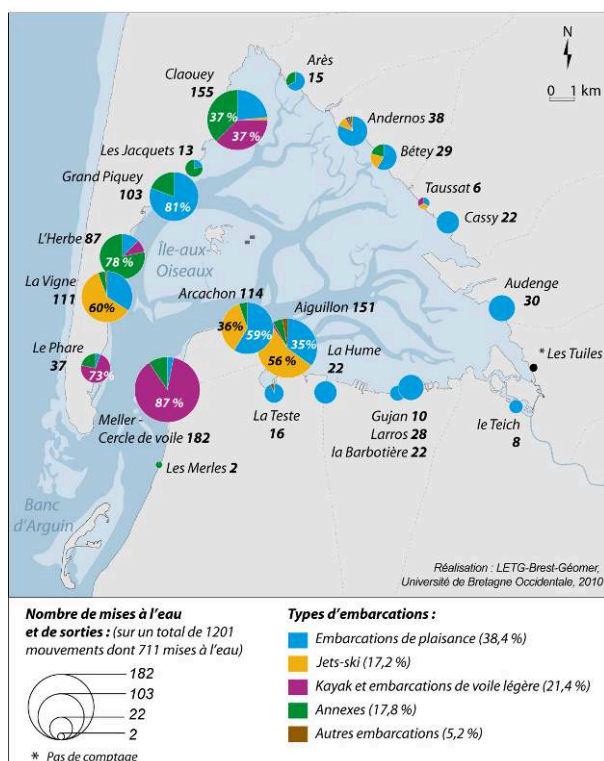 N
0 1 km
Arès
15
Claouey
155
37 %
37 %
Andernos 38
Les Jacquets 13
Bétey 29
Grand Piquey
103
81%
Taussat 6
Cassy 22
L'Herbe 87
78 %
Île-aux-
Oiseaux
La Vigne
111
60%
Arcachon 114
36%
59%
Aiguillon 151
35%
56 %
Audenge
30
Le Phare
37
73%
La Hume
22
* Les Tuiles
87 %
Meller -
Cercle de voile 182
La Teste
16
Gujan 10
Larros 28
la Barbotière 22
le Teich
8
Les Merles 2
Banc
d'Arguin
Réalisation : LETG-Brest-Géomer,
Université de Bretagne Occidentale, 2010
Nombre de mises à l'eau
et de sorties : (sur un total de 1201
mouvements dont 711 mises à l'eau)
182
103
22
2
* Pas de comptage
Types d'embarcations :
Embarcations de plaisance (38,4 %)
Jets-ski (17,2 %)
Kayak et embarcations de voile légère (21,4 %)
Annexes (17,8 %)
Autres embarcations (5,2 %)